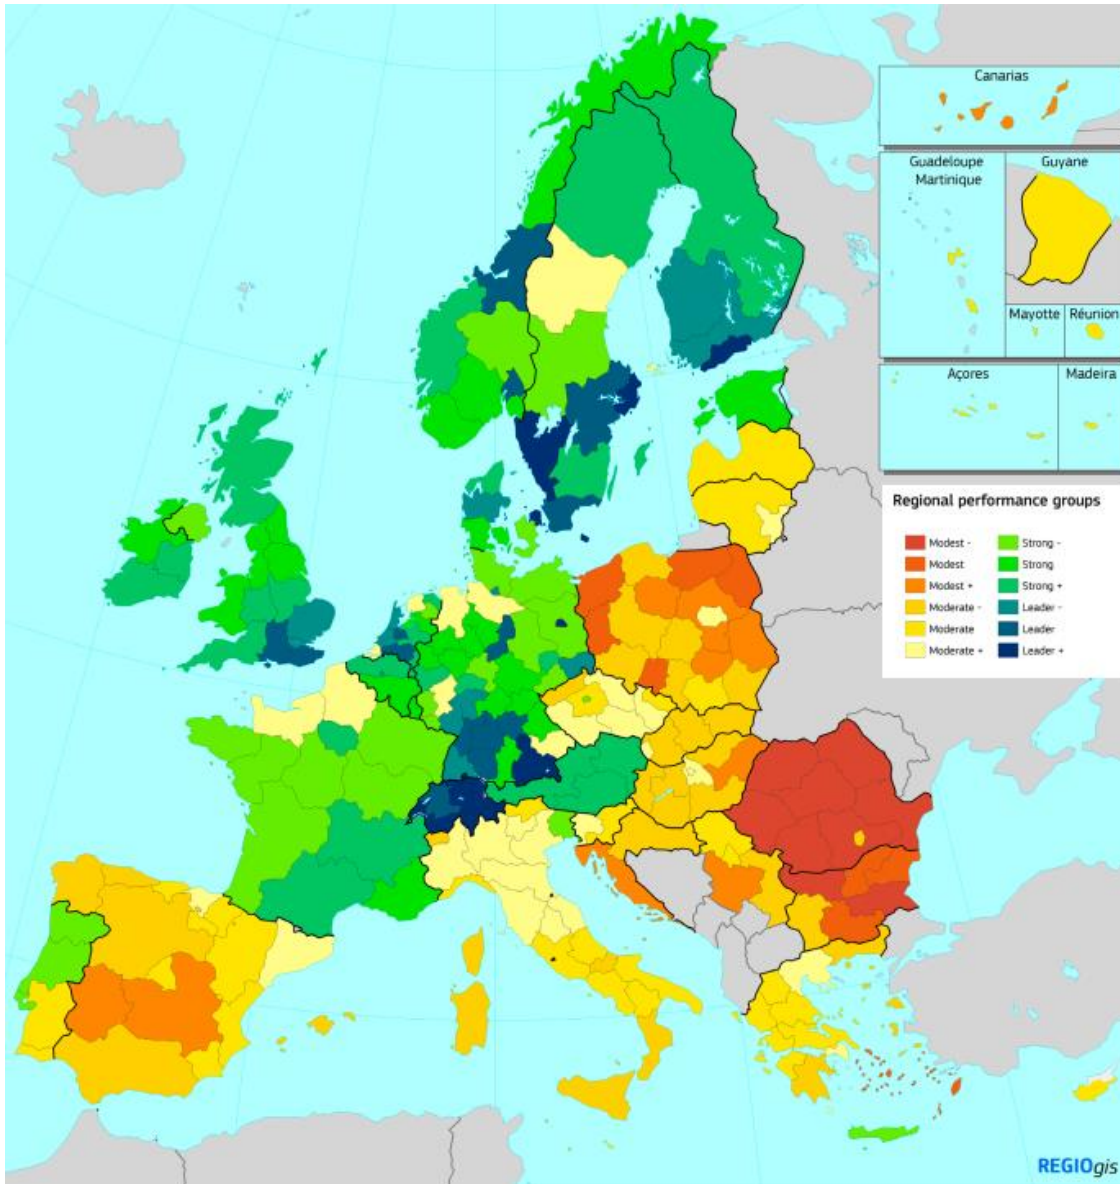 Canarias
Guadeloupe
Martinique
Guyane
Mayotte
Réunion
Açores
Madeira
Regional performance groups
Modest -
Modest
Modest +
Moderate -
Moderate
Moderate +
Strong -
Strong
Strong +
Leader -
Leader
Leader +
REGIOgis